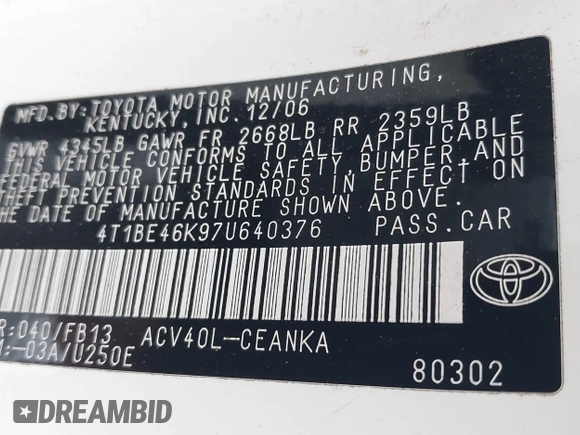 MFD.BY:TOYOTA MOTOR MANUFACTURING,
KENTUCKY, INC.12/06
GVWR 4345LB GAWR FR 2668LB RR 2359LB
THIS VEHICLE CONFORMS TO ALL APPLICABLE
FEDERAL MOTOR VEHICLE SAFETY,BUMPER,AND
THEFT PREVENTION STANDARDS IN EFFECT ON
THE DATE OF MANUFACTURE SHOWN ABOVE.
4T1BE46K97U640376 PASS.CAR
R:040/FB13 ACV40L-CEANKA
:-03A/U250E
80302
DREAMBID